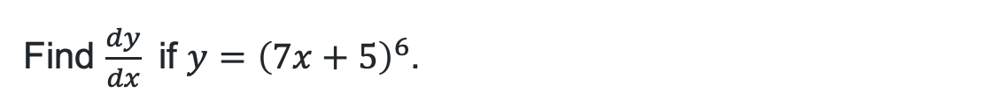 Find dy/dx if y = (7x + 5)⁶.